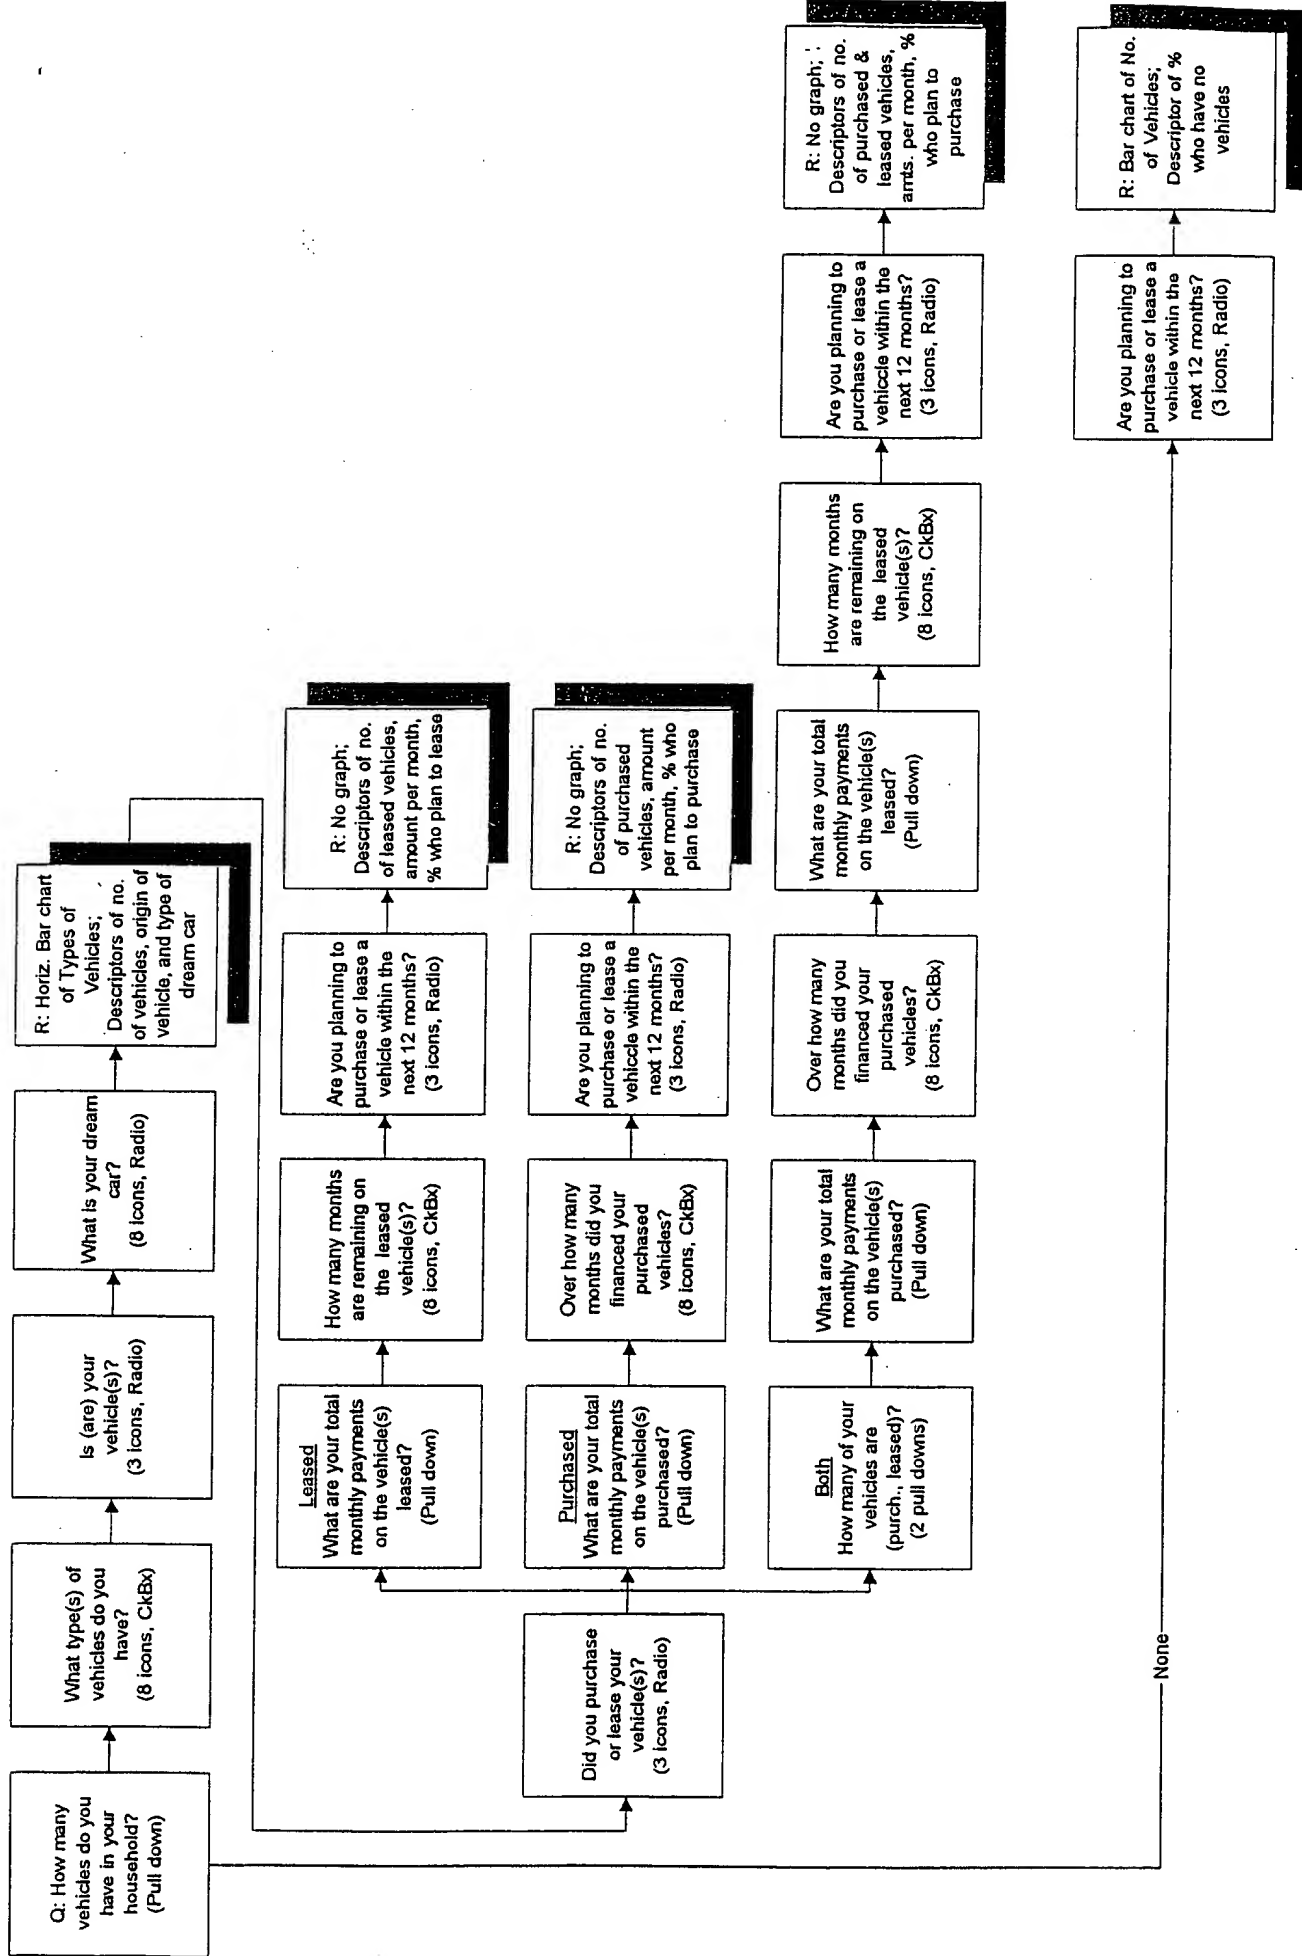 Q: How many
vehicles do you
have in your
household?
(Pull down)
What type(s) of
vehicles do you
have?
(8 icons, CkBx)
Is (are) your
vehicle(s)?
(3 icons, Radio)
What is your dream
car?
(8 icons, Radio)
R: Horiz. Bar chart
of Types of
Vehicles;
Descriptors of no.
of vehicles, origin of
vehicle, and type of
dream car
Did you purchase
or lease your
vehicle(s)?
(3 icons, Radio)
Leased
What are your total
monthly payments
on the vehicle(s)
leased?
(Pull down)
How many months
are remaining on
the leased
vehicle(s)?
(8 icons, CkBx)
Are you planning to
purchase or lease a
vehicle within the
next 12 months?
(3 icons, Radio)
R: No graph;
Descriptors of no.
of leased vehicles,
amount per month,
% who plan to lease
Purchased
What are your total
monthly payments
on the vehicle(s)
purchased?
(Pull down)
Over how many
months did you
financed your
purchased
vehicles?
(8 icons, CkBx)
Are you planning to
purchase or lease a
vehiccle within the
next 12 months?
(3 icons, Radio)
R: No graph;
Descriptors of no.
of purchased
vehicles, amount
per month, % who
plan to purchase
Both
How many of your
vehicles are
(purch., leased)?
(2 pull downs)
What are your total
monthly payments
on the vehicle(s)
purchased?
(Pull down)
Over how many
months did you
financed your
purchased
vehicles?
(8 icons, CkBx)
What are your total
monthly payments
on the vehicle(s)
leased?
(Pull down)
How many months
are remaining on
the leased
vehicle(s)?
(8 icons, CkBx)
Are you planning to
purchase or lease a
vehiccle within the
next 12 months?
(3 icons, Radio)
R: No graph;
Descriptors of no.
of purchased &
leased vehicles,
amts. per month, %
who plan to
purchase
None
Are you planning to
purchase or lease a
vehicle within the
next 12 months?
(3 icons, Radio)
R: Bar chart of No.
of Vehicles;
Descriptor of %
who have no
vehicles